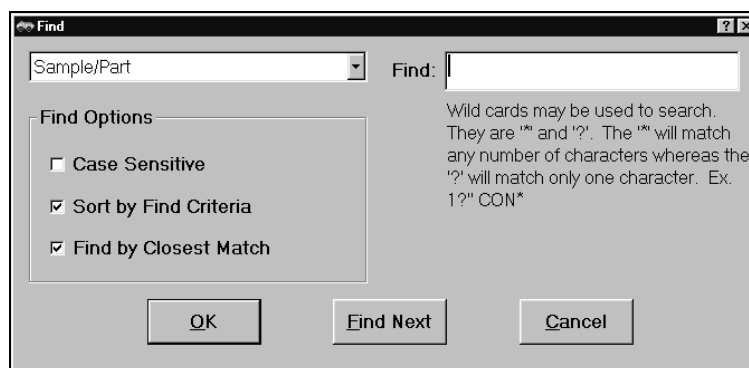 Find
Sample/Part
Find:
Wild cards may be used to search.
They are '*' and '?'. The '*' will match
any number of characters whereas the
'?' will match only one character. Ex.
1?" CON*
Find Options
Case Sensitive
Sort by Find Criteria
Find by Closest Match
OK
Find Next
Cancel